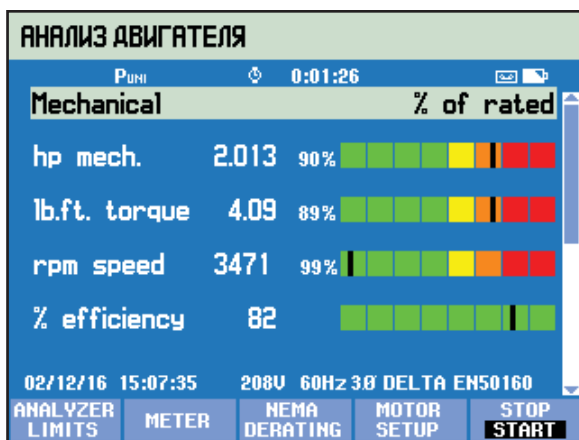 АНАЛИЗ ДВИГАТЕЛЯ
PUNI 0:01:26
Mechanical % of rated
hp mech. 2.013 90%
lb.ft. torque 4.09 89%
rpm speed 3471 99%
% efficiency 82
02/12/16 15:07:35 208V 60Hz 3Ø DELTA EN50160
ANALYZER LIMITS METER NEMA DERATING MOTOR SETUP STOP START